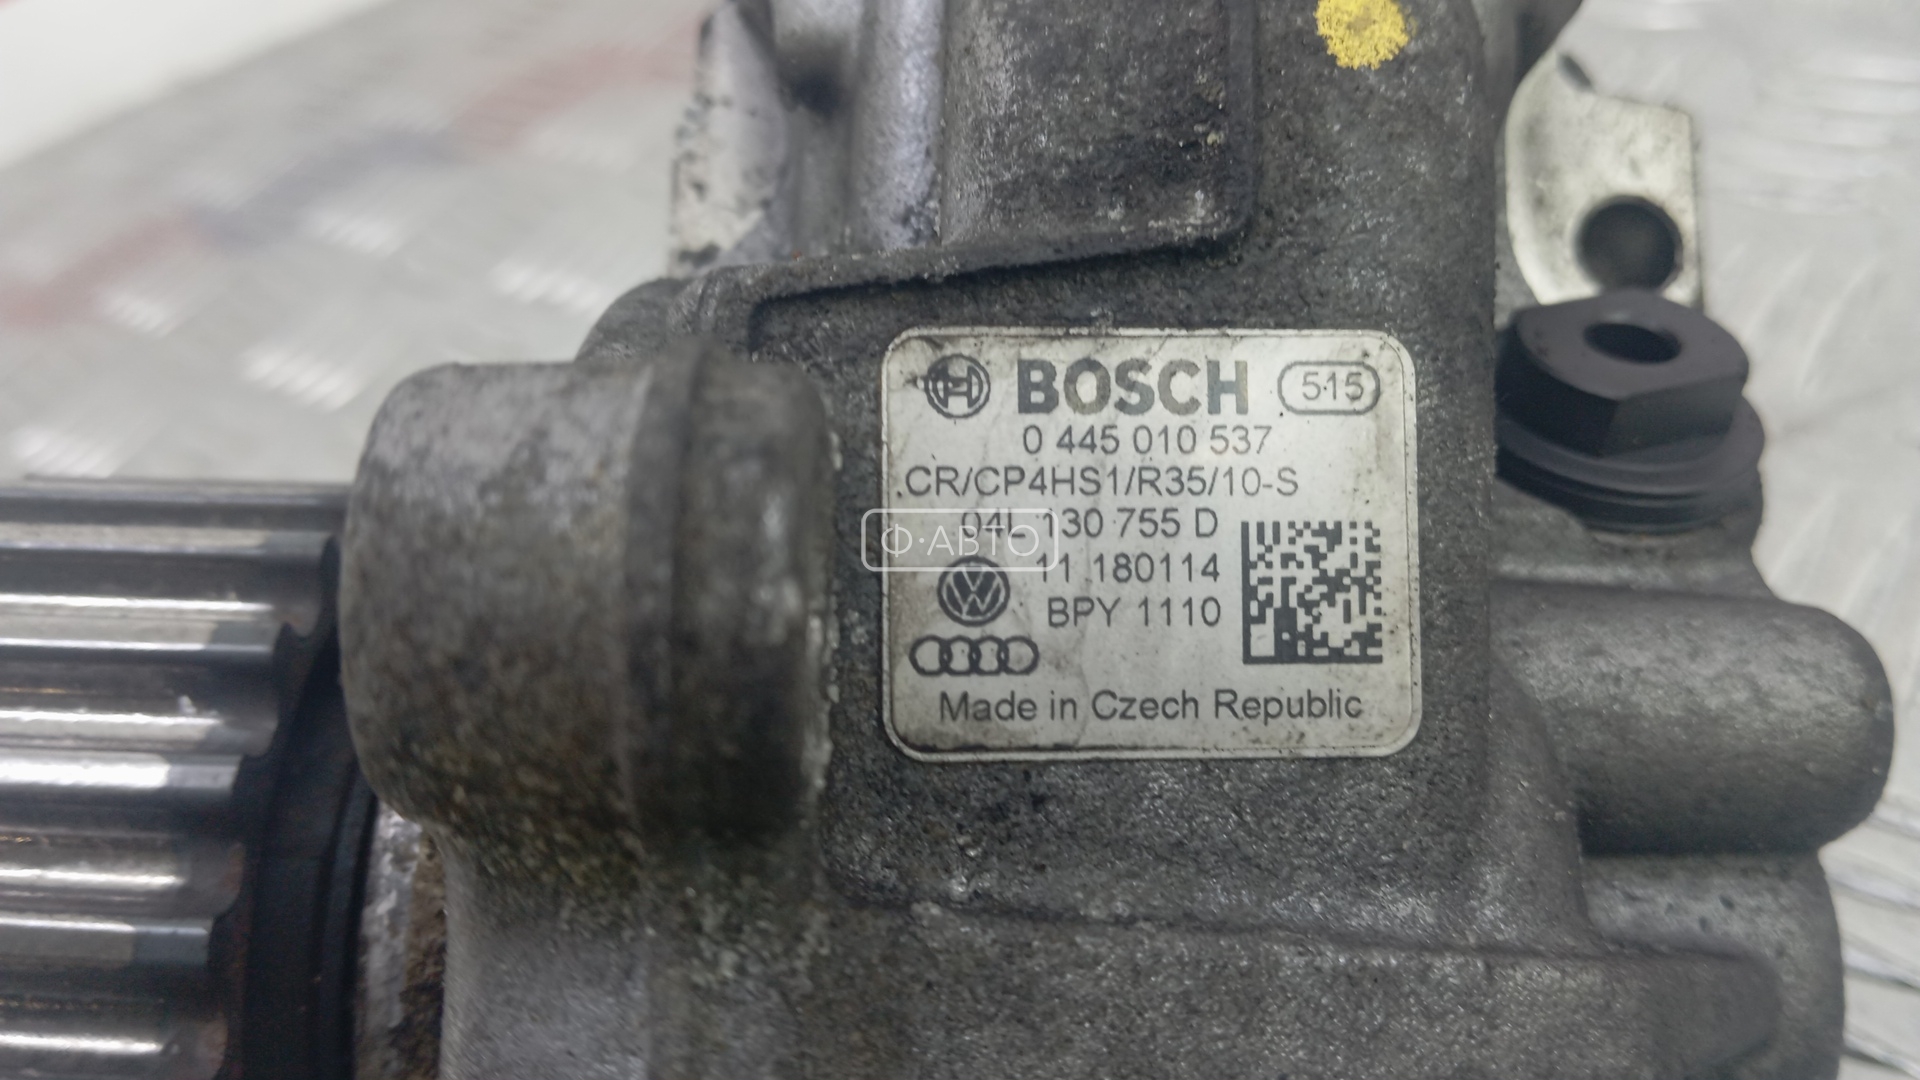 BOSCH 515
0 445 010 537
CR/CP4HS1/R35/10-S
04L 130 755 D
Ф·АВТО
11 180114
BPY 1110
Made in Czech Republic